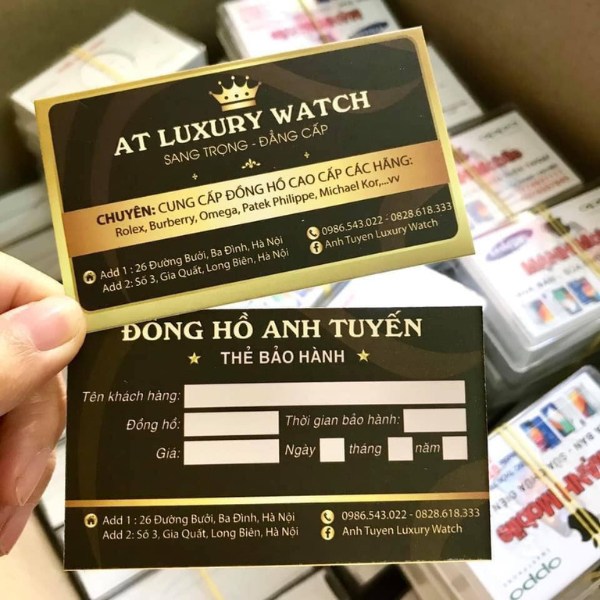 AT LUXURY WATCH
SANG TRỌNG - ĐẲNG CẤP
CHUYÊN: CUNG CẤP ĐỒNG HỒ CAO CẤP CÁC HÃNG:
Rolex, Burberry, Omega, Patek Philippe, Michael Kor,...vv
Add 1 : 26 Đường Bưởi, Ba Đình, Hà Nội
Add 2: Số 3, Gia Quất, Long Biên, Hà Nội
0986.543.022 - 0828.618.333
Anh Tuyen Luxury Watch
ĐỒNG HỒ ANH TUYẾN
THẺ BẢO HÀNH
Tên khách hàng:
Đồng hồ: Thời gian bảo hành:
Giá: Ngày tháng năm
Add 1 : 26 Đường Bưởi, Ba Đình, Hà Nội
Add 2: Số 3, Gia Quất, Long Biên, Hà Nội
0986.543.022 - 0828.618.333
Anh Tuyen Luxury Watch
Mobile
oppo